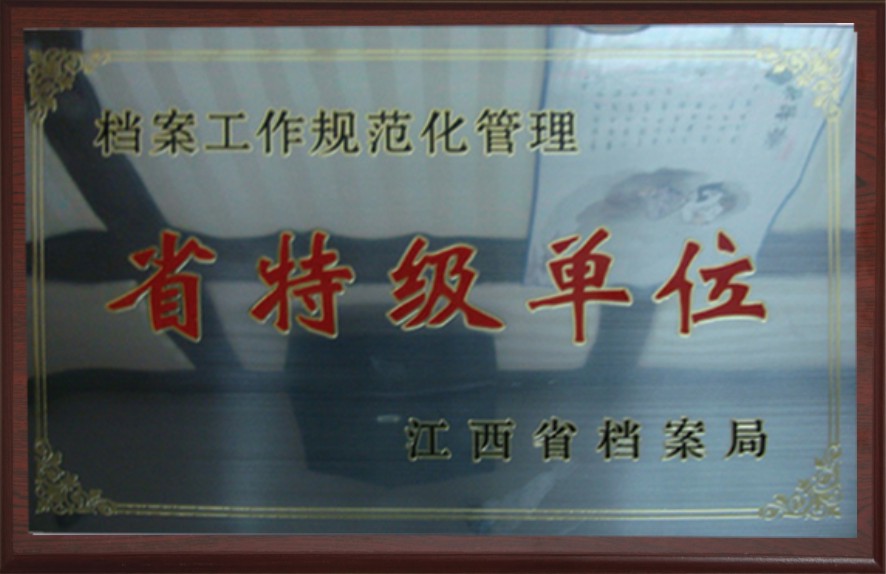 档案工作规范化管理
省特级单位
江西省档案局